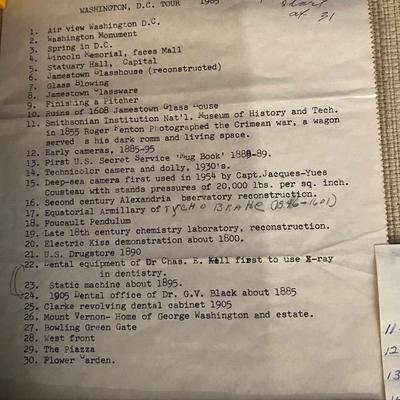 WASHINGTON, D.C. TOUR 1985
Start
at 31
1. Air view Washington D.C.
2. Washington Monument
3. Spring in D.C.
4. Lincoln Memorial, faces Mall
5. Statuary Hall, Capital
6. Jamestown Glasshouse (reconstructed)
7. Glass Blowing
8. Jamestown Glassware
9. Finishing a Pitcher
10. Ruins of 1608 Jamestown Glass House
11. Smithsonian Institution Nat'l. Museum of History and Tech.
in 1855 Roger Fenton Photographed the Crimean war, a wagon
served s his dark romm and living space.
12. Early cameras. 1885-95
13. First U.S. Secret Service 'Mug Book' 1880-89.
14. Technicolor camera and dolly, 1930's.
15. Deep-sea camera first used in 1954 by Capt.Jacques-Yues
Cousteau with stands pressures of 20,000 lbs. per sq. inch.
16. Second century Alexandria bservatory reconstruction.
17. Equatorial Armillary of TYCHO BRAHE (1546-1601)
18. Foucault Pendulum
19. Late 18th century chemistry laboratory, reconstruction.
20. Electric Kiss demonstration about 1800.
21. U.S. Drugstore 1890
22. Dental equipment of Dr Chas. E. Kell first to use X-ray
in dentistry.
23. Static machine about 1895.
24. 1905 Dental office of Dr. G.V. Black about 1885
25. Clarke revolving dental cabinet 1905
26. Mount Vernon- Home of George Washington and estate.
27. Bowling Green Gate
28. West front
29. The Piazza
30. Flower Garden.
11-
12
13